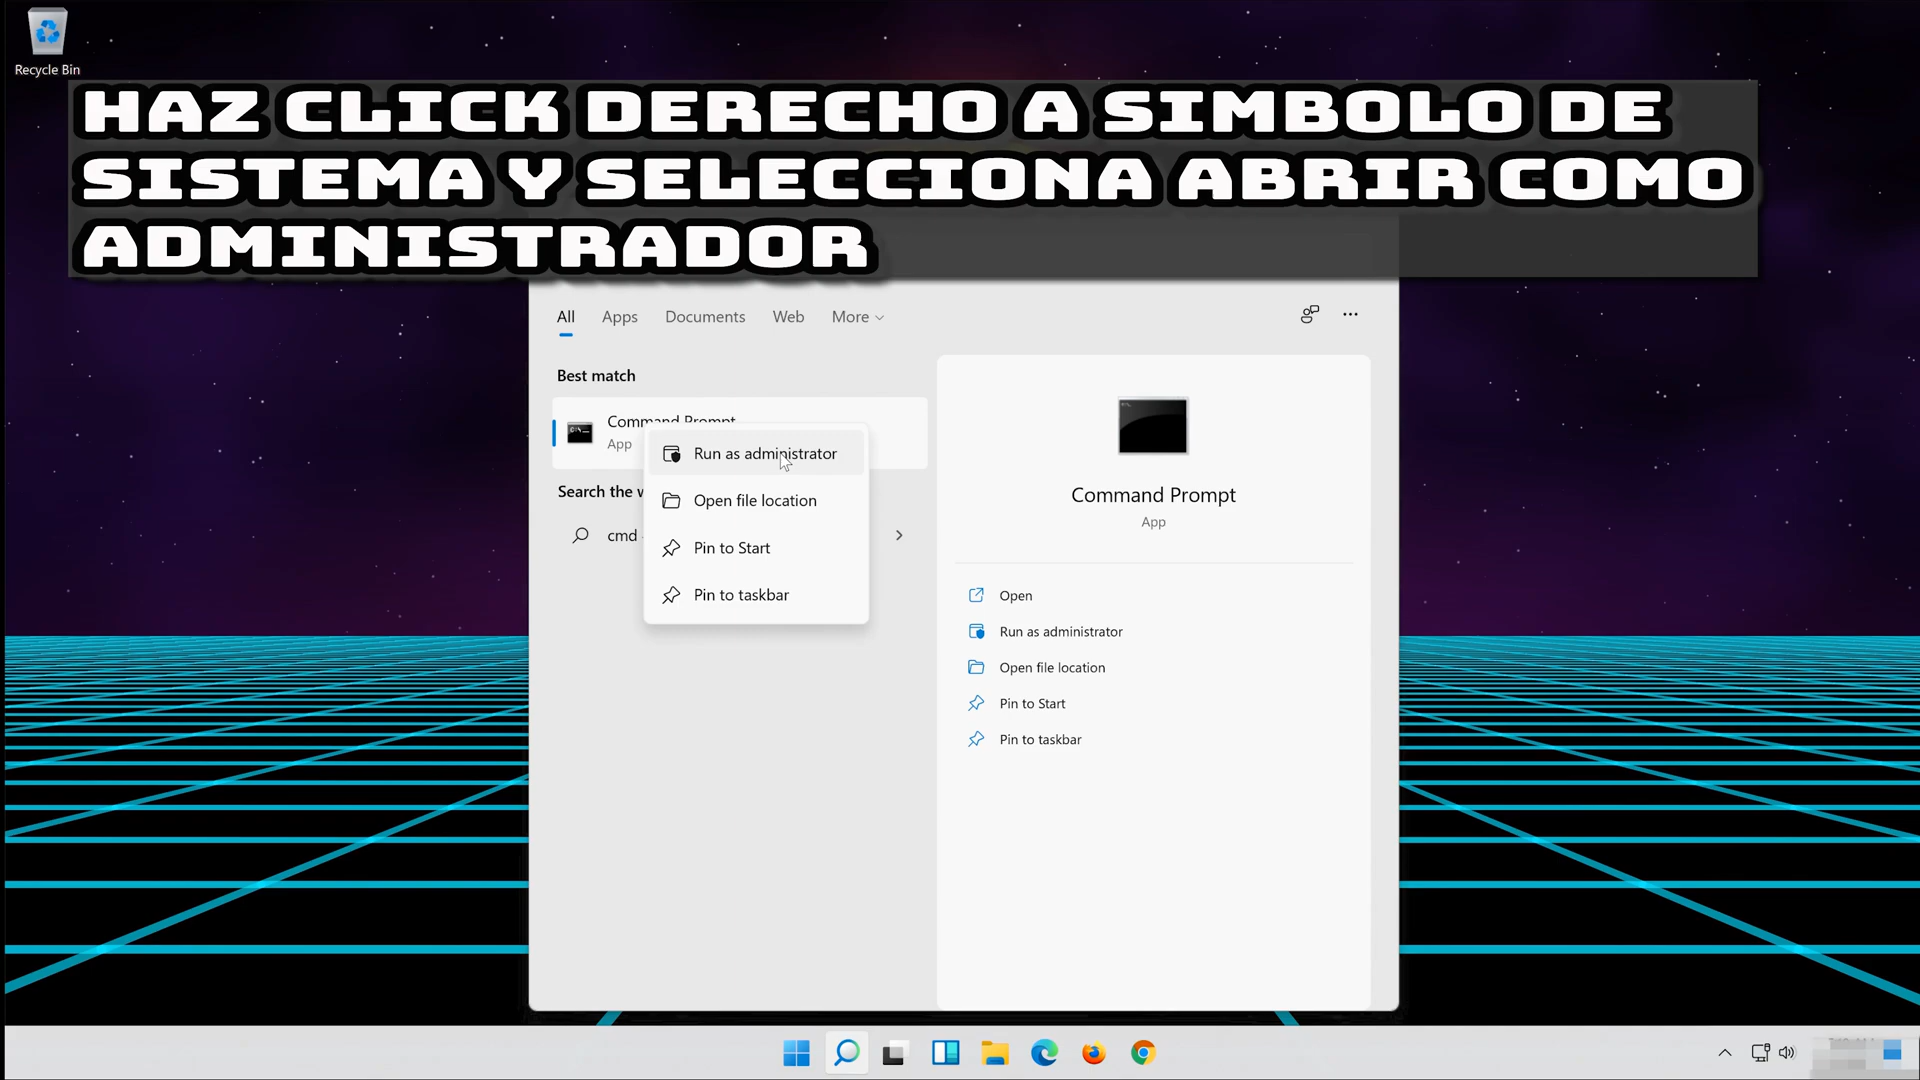 Recycle Bin
HAZ CLICK DERECHO A SIMBOLO DE
SISTEMA Y SELECCIONA ABRIR COMO
ADMINISTRADOR
All Apps Documents Web More
Best match
Command Prompt
App
Run as administrator
Search the
Open file location
cmd
Pin to Start
Pin to taskbar
Command Prompt
App
Open
Run as administrator
Open file location
Pin to Start
Pin to taskbar